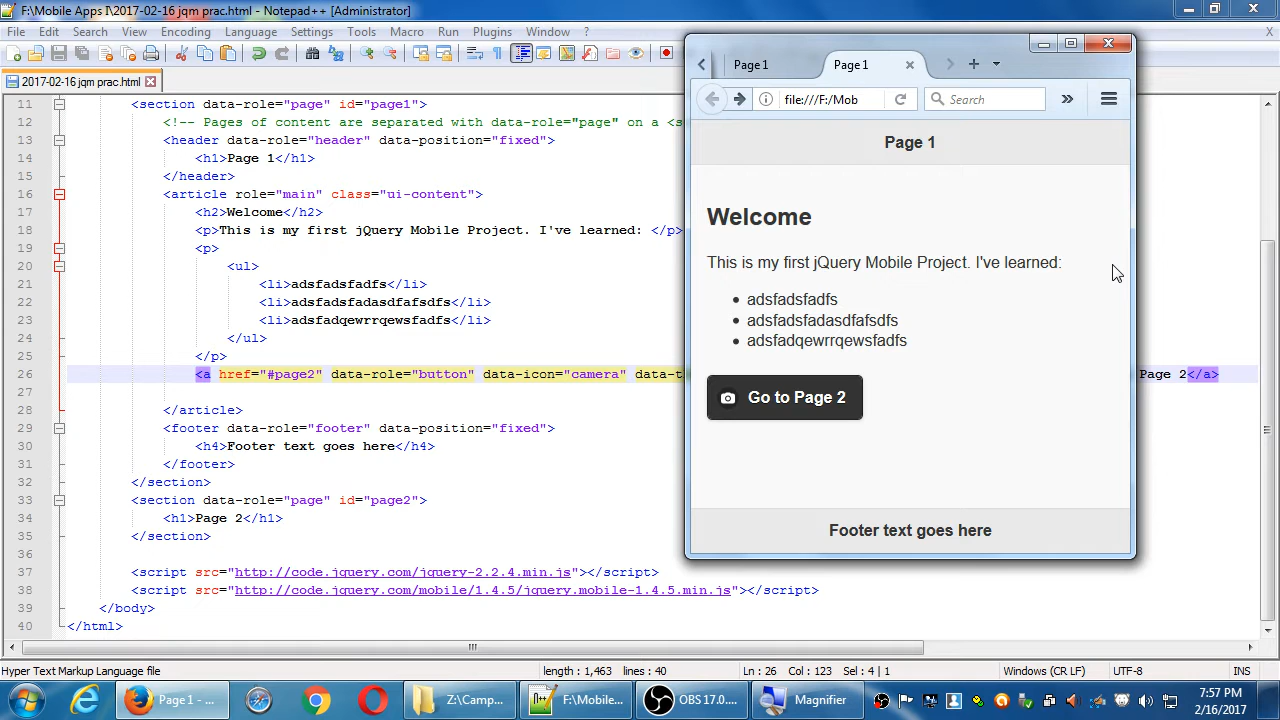 F:\Mobile Apps I\2017-02-16 jqm prac.html - Notepad++ [Administrator]
File Edit Search View Encoding Language Settings Tools Macro Run Plugins Window ? X
2017-02-16 jqm prac.html
11 <section data-role="page" id="page1">
12 <!-- Pages of content are separated with data-role="page" on a <s
13 <header data-role="header" data-position="fixed">
14 <h1>Page 1</h1>
15 </header>
16 <article role="main" class="ui-content">
17 <h2>Welcome</h2>
18 <p>This is my first jQuery Mobile Project. I've learned: </p>
19 <p>
20 <ul>
21 <li>adsfadsfadfs</li>
22 <li>adsfadsfadasdfafsdfs</li>
23 <li>adsfadqewrrqewsfadfs</li>
24 </ul>
25 </p>
26 <a href="#page2" data-role="button" data-icon="camera" data-t Page 2</a>
27
28 </article>
29 <footer data-role="footer" data-position="fixed">
30 <h4>Footer text goes here</h4>
31 </footer>
32 </section>
33 <section data-role="page" id="page2">
34 <h1>Page 2</h1>
35 </section>
36
37 <script src="http://code.jquery.com/jquery-2.2.4.min.js"></script>
38 <script src="http://code.jquery.com/mobile/1.4.5/jquery.mobile-1.4.5.min.js"></script>
39 </body>
40 </html>
Page 1 Page 1
file:///F:/Mob Search
Page 1
Welcome
This is my first jQuery Mobile Project. I've learned:
adsfadsfadfs
adsfadsfadasdfafsdfs
adsfadqewrrqewsfadfs
Go to Page 2
Footer text goes here
Hyper Text Markup Language file length : 1,463 lines : 40 Ln : 26 Col : 123 Sel : 4 | 1 Windows (CR LF) UTF-8 INS
Page 1 - ... Z:\Camp... F:\Mobile... OBS 17.0.... Magnifier
7:57 PM
2/16/2017